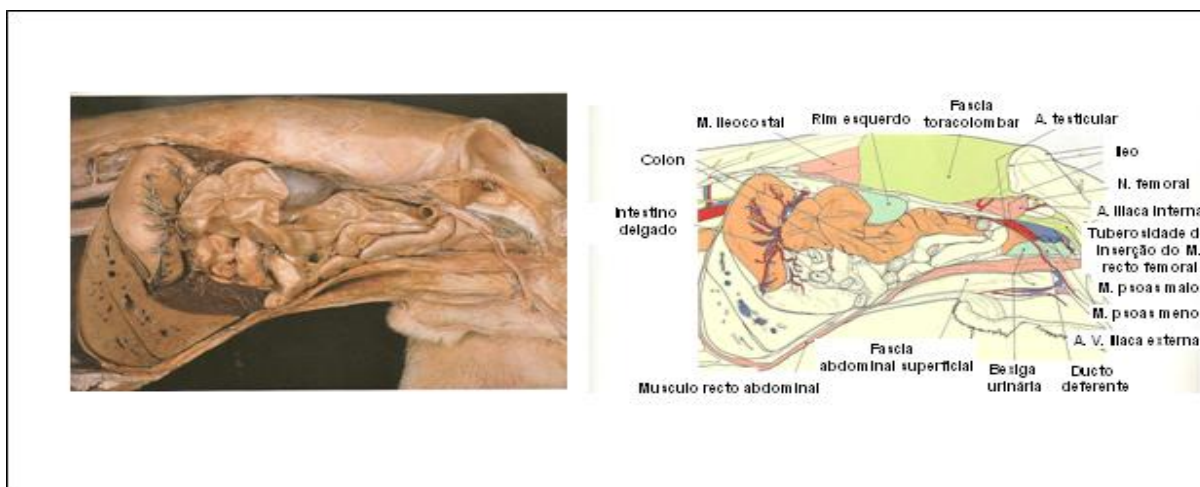 M. Ileocostal
Rim esquerdo
Fascia
toracolombar
A. testicular
Colon
Ileo
N. femoral
Intestino
delgado
A. Iliaca interna
Tuberosidade d
Inserção do M.
recto femoral
M. psoas maio
M. psoas meno
A. V. Iliaca externa
Fascia
abdominal superficial
Bexiga
urinária
Ducto
deferente
Musculo recto abdominal